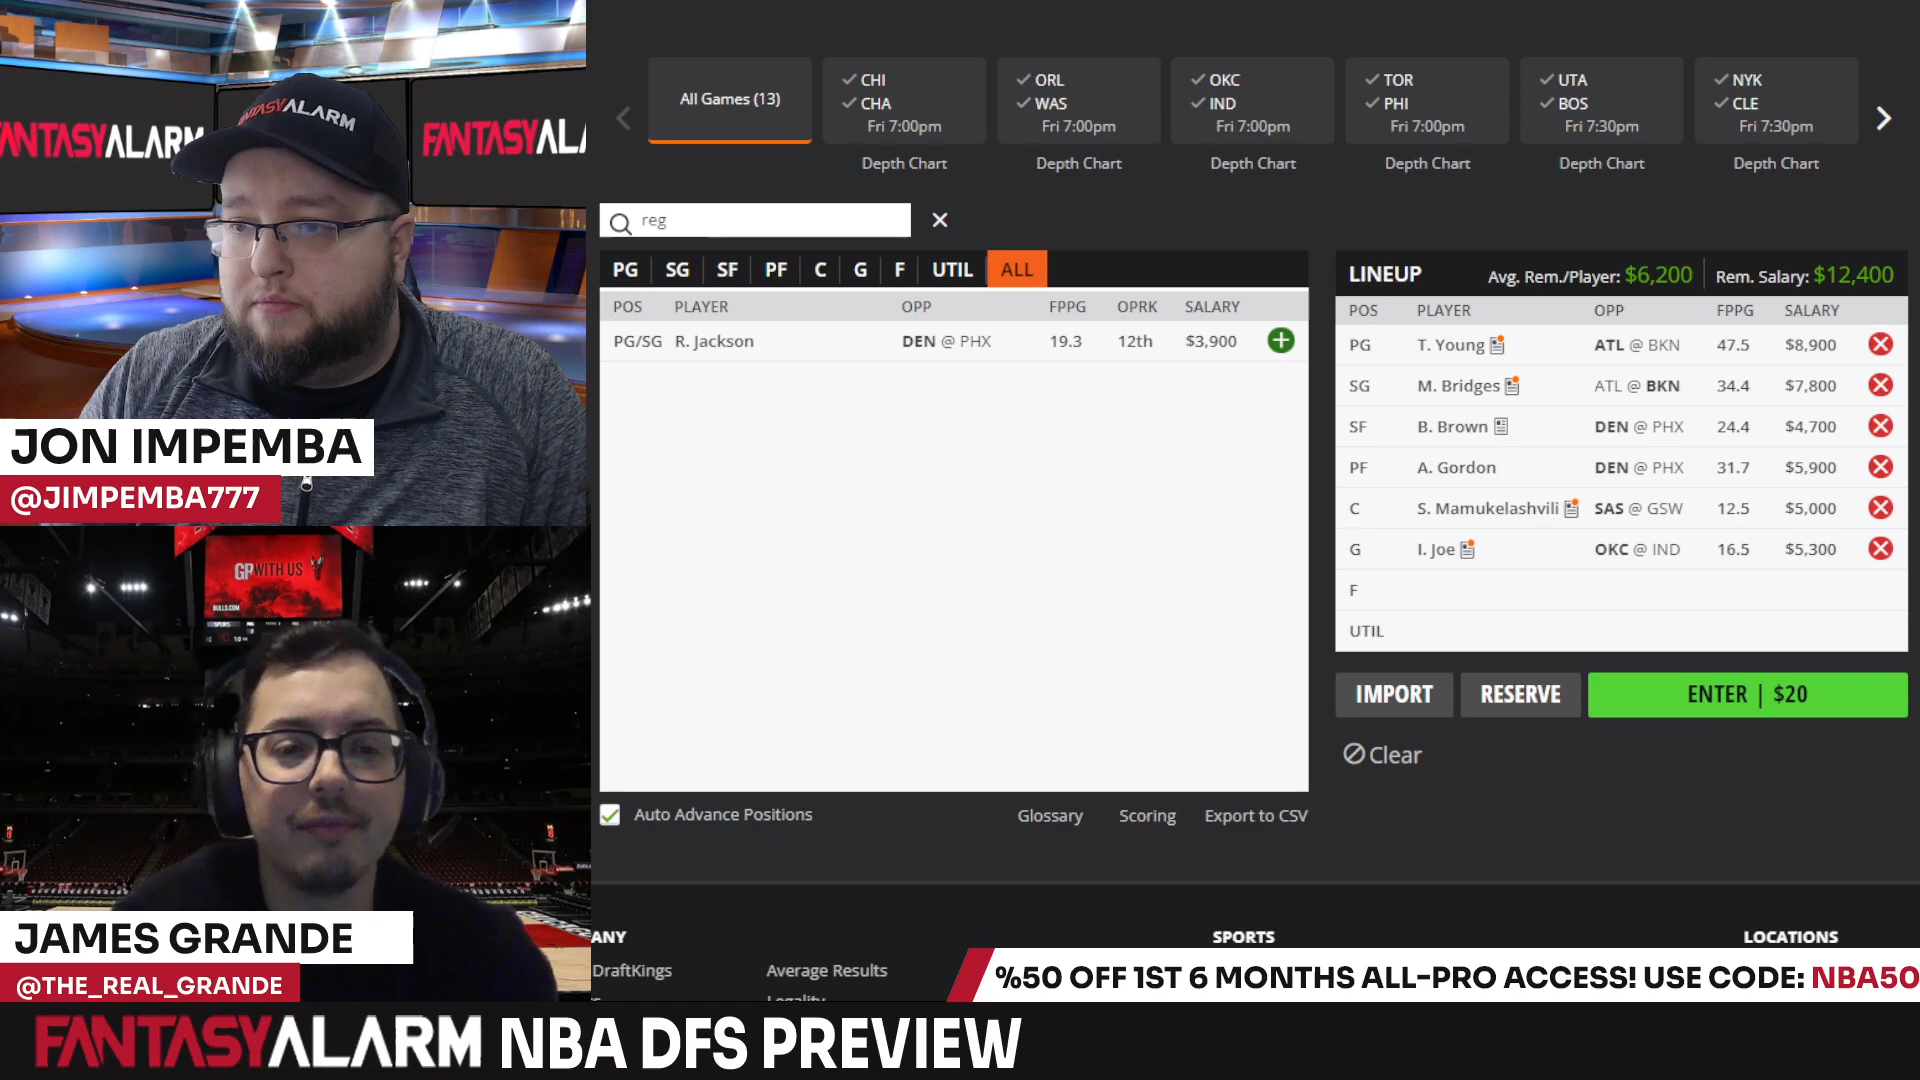 FANTASYALARM
FANTASYAL
FANTASYALARM
JON IMPEMBA
@JIMPEMBA777
WITH US
BULLS.COM
SPURS
JAMES GRANDE
@THE_REAL_GRANDE
All Games (13)
CHI
CHA
Fri 7:00pm
Depth Chart
ORL
WAS
Fri 7:00pm
Depth Chart
OKC
IND
Fri 7:00pm
Depth Chart
TOR
PHI
Fri 7:00pm
Depth Chart
UTA
BOS
Fri 7:30pm
Depth Chart
NYK
CLE
Fri 7:30pm
Depth Chart
reg
PG SG SF PF C G F UTIL ALL
POS PLAYER OPP FPPG OPRK SALARY
PG/SG R. Jackson DEN @ PHX 19.3 12th $3,900
Auto Advance Positions
Glossary Scoring Export to CSV
LINEUP Avg. Rem./Player: $6,200 Rem. Salary: $12,400
POS PLAYER OPP FPPG SALARY
PG T. Young ATL @ BKN 47.5 $8,900
SG M. Bridges ATL @ BKN 34.4 $7,800
SF B. Brown DEN @ PHX 24.4 $4,700
PF A. Gordon DEN @ PHX 31.7 $5,900
C S. Mamukelashvili SAS @ GSW 12.5 $5,000
G I. Joe OKC @ IND 16.5 $5,300
F
UTIL
IMPORT RESERVE ENTER | $20
Clear
ANY SPORTS LOCATIONS
DraftKings Average Results
Legality
%50 OFF 1ST 6 MONTHS ALL-PRO ACCESS! USE CODE: NBA50
FANTASYALARM NBA DFS PREVIEW